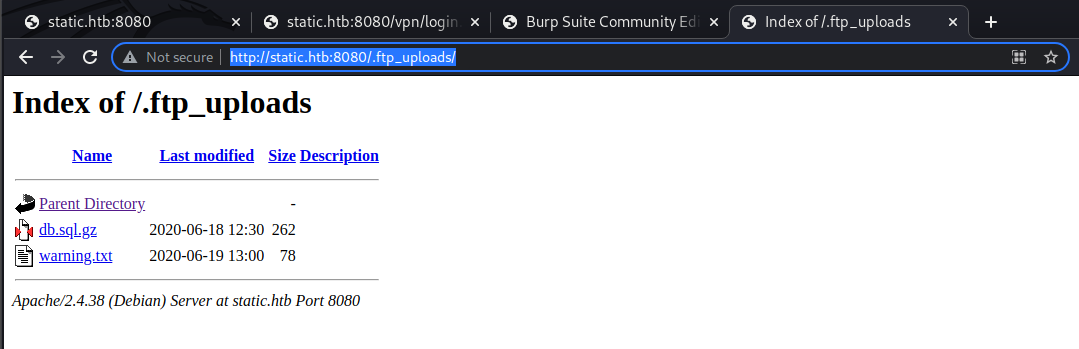 static.htb:8080
static.htb:8080/vpn/login
Burp Suite Community Edi
Index of /.ftp_uploads
Not secure
http://static.htb:8080/.ftp_uploads/
Index of /.ftp_uploads
Name Last modified Size Description
Parent Directory -
db.sql.gz 2020-06-18 12:30 262
warning.txt 2020-06-19 13:00 78
Apache/2.4.38 (Debian) Server at static.htb Port 8080